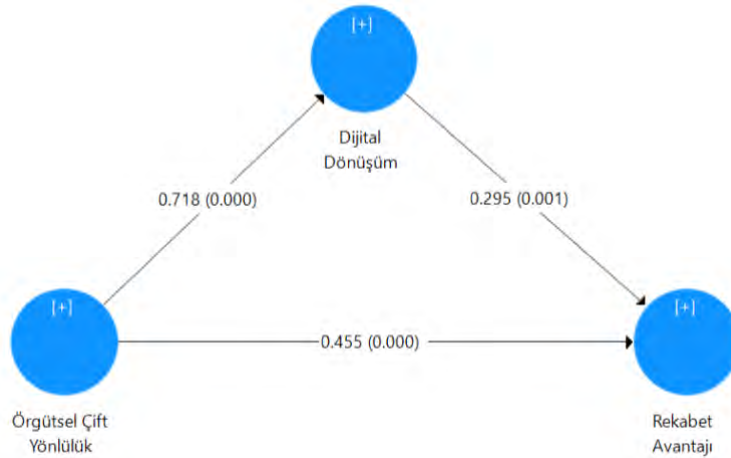 [+]
Dijital
Dönüşüm
0.718 (0.000)
0.295 (0.001)
[+]
[+]
0.455 (0.000)
Örgütsel Çift
Yönlülük
Rekabet
Avantajı